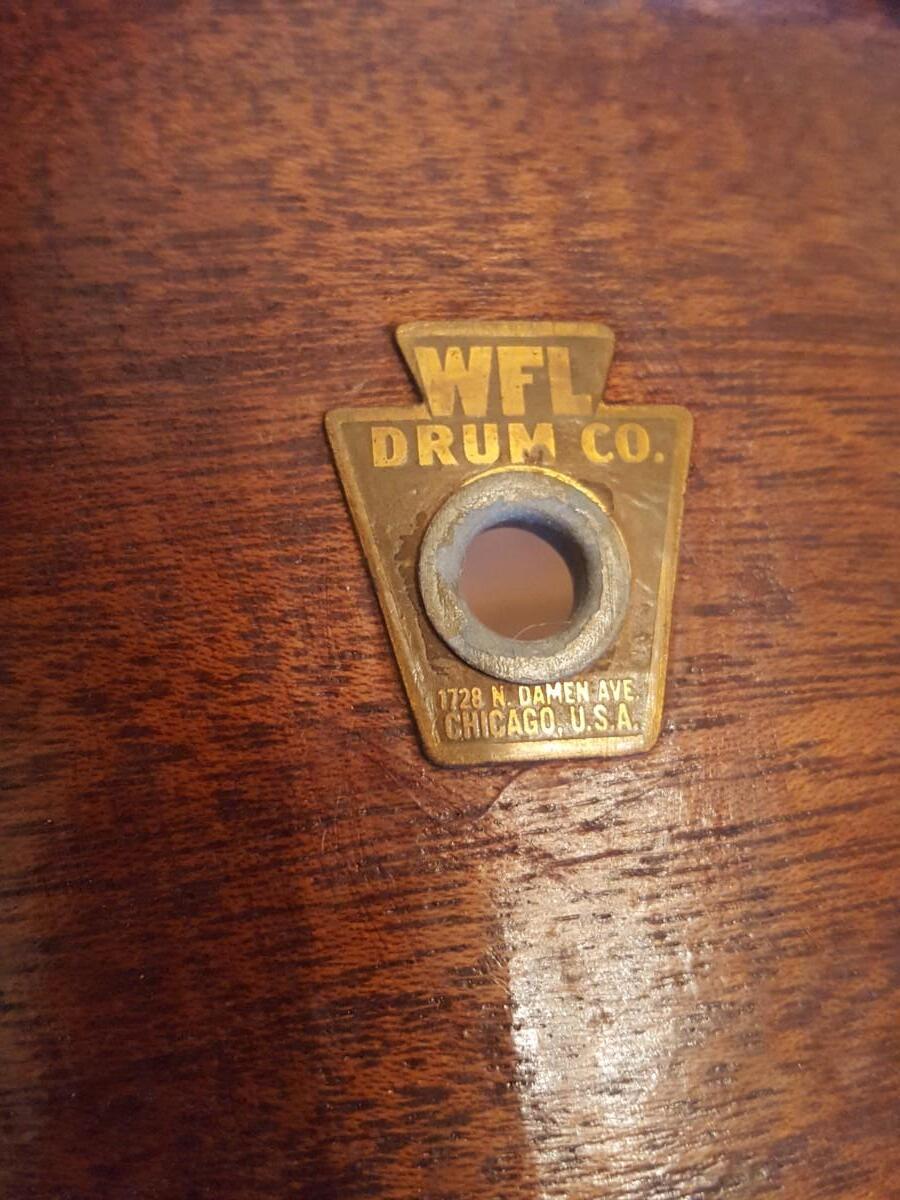 WFL
DRUM CO.
1728 N. DAMEN AVE.
CHICAGO, U.S.A.